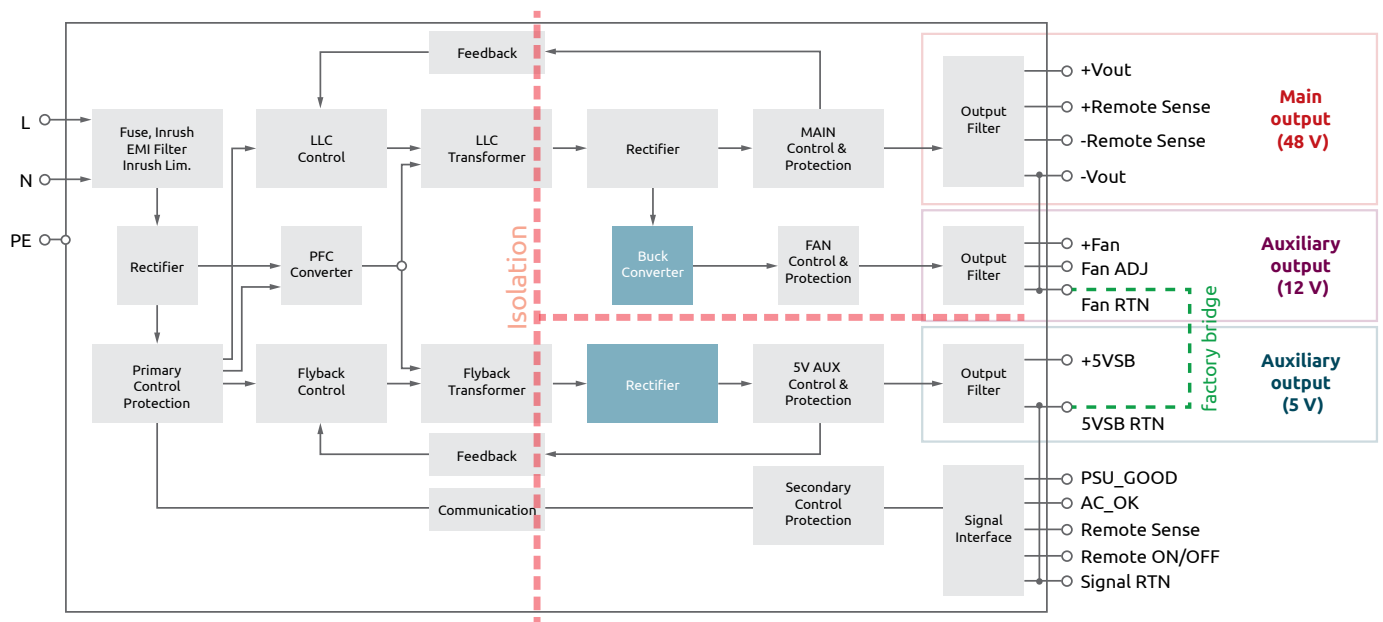 Feedback
L
N
PE
Fuse, Inrush
EMI Filter
Inrush Lim.
LLC
Control
LLC
Transformer
Rectifier
MAIN
Control &
Protection
Output
Filter
+Vout
+Remote Sense
-Remote Sense
-Vout
Main
output
(48 V)
Rectifier
PFC
Converter
Isolation
Buck
Converter
FAN
Control &
Protection
Output
Filter
+Fan
Fan ADJ
Fan RTN
Auxiliary
output
(12 V)
factory bridge
Primary
Control
Protection
Flyback
Control
Flyback
Transformer
Rectifier
5V AUX
Control &
Protection
Output
Filter
+5VSB
5VSB RTN
Auxiliary
output
(5 V)
Feedback
Communication
Secondary
Control
Protection
Signal
Interface
PSU_GOOD
AC_OK
Remote Sense
Remote ON/OFF
Signal RTN